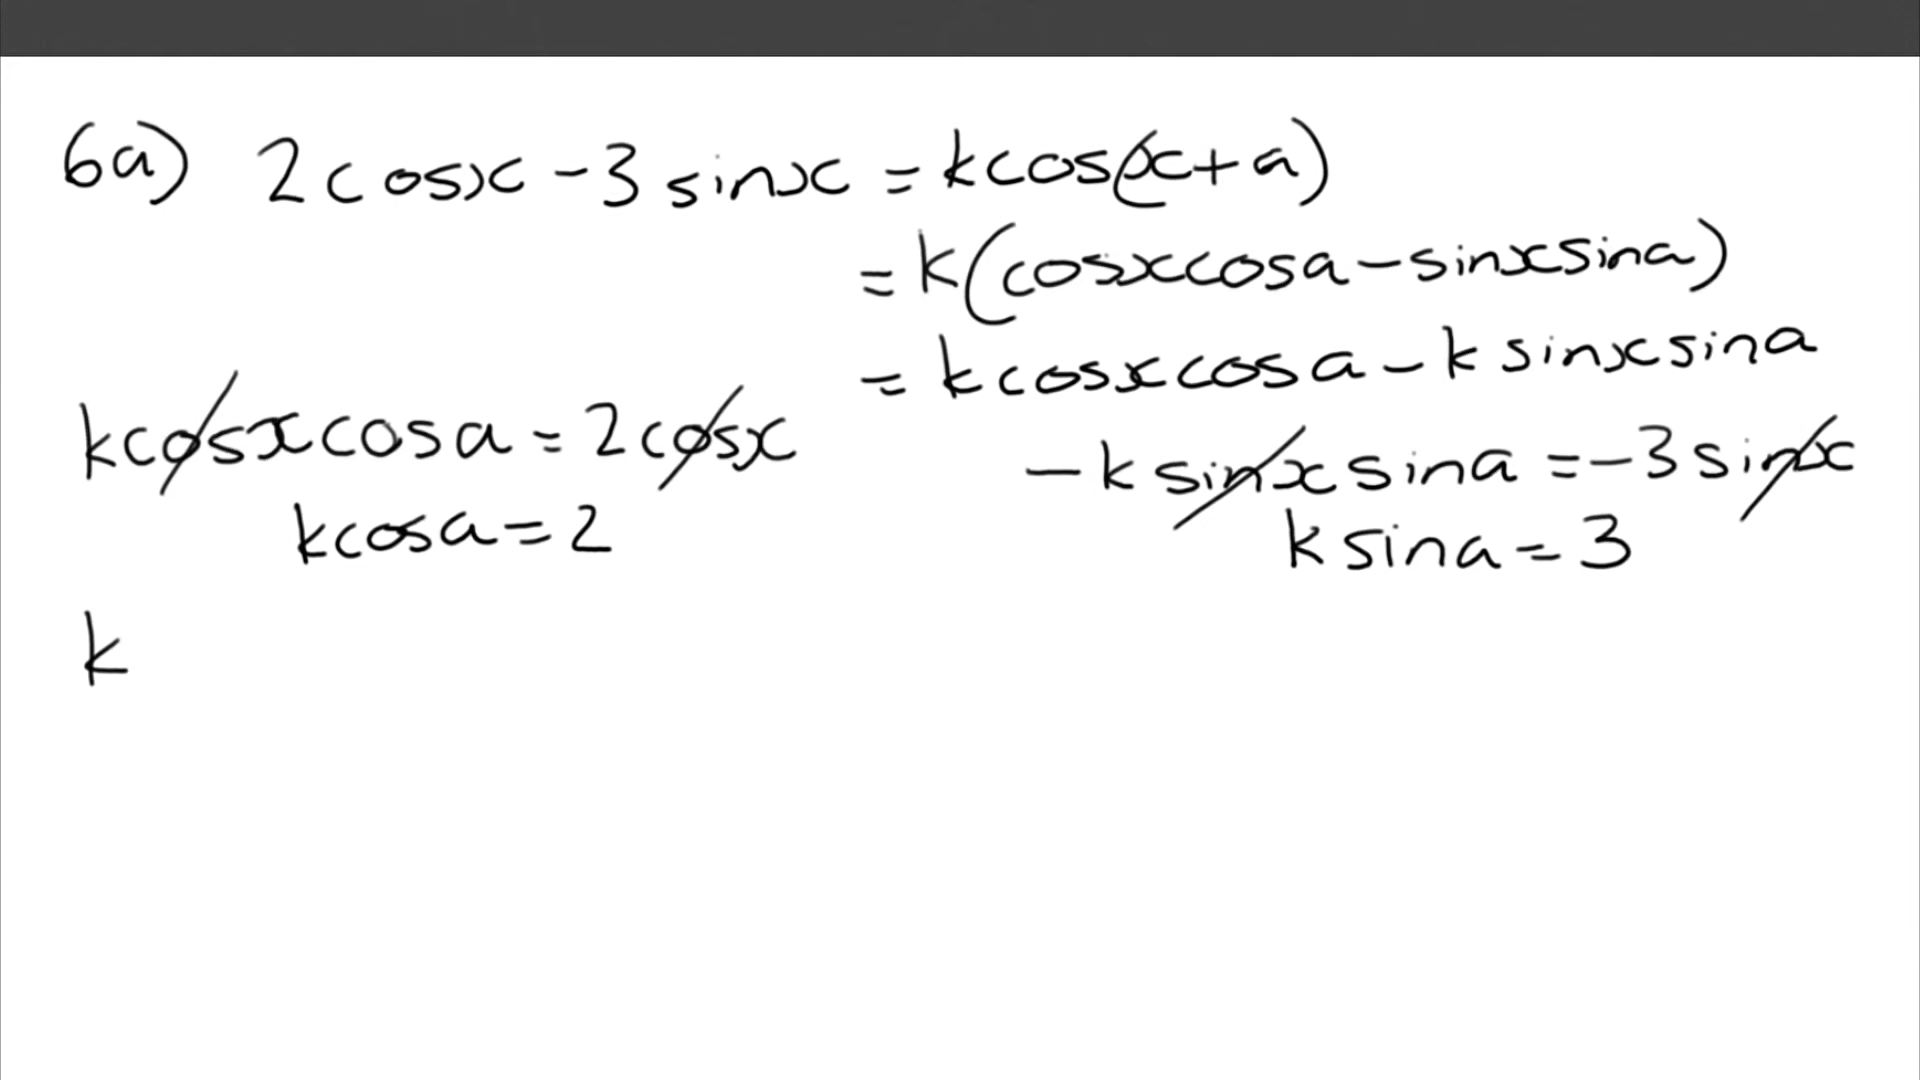 6a) 2cosx - 3sinx = kcos(x+a)
= k(cosxcosa - sinxsina)
= kcosxcosa - ksinxsina
kcosxcosa = 2cosx
-ksinxsina = -3sinx
kcosa = 2
ksina = 3
k